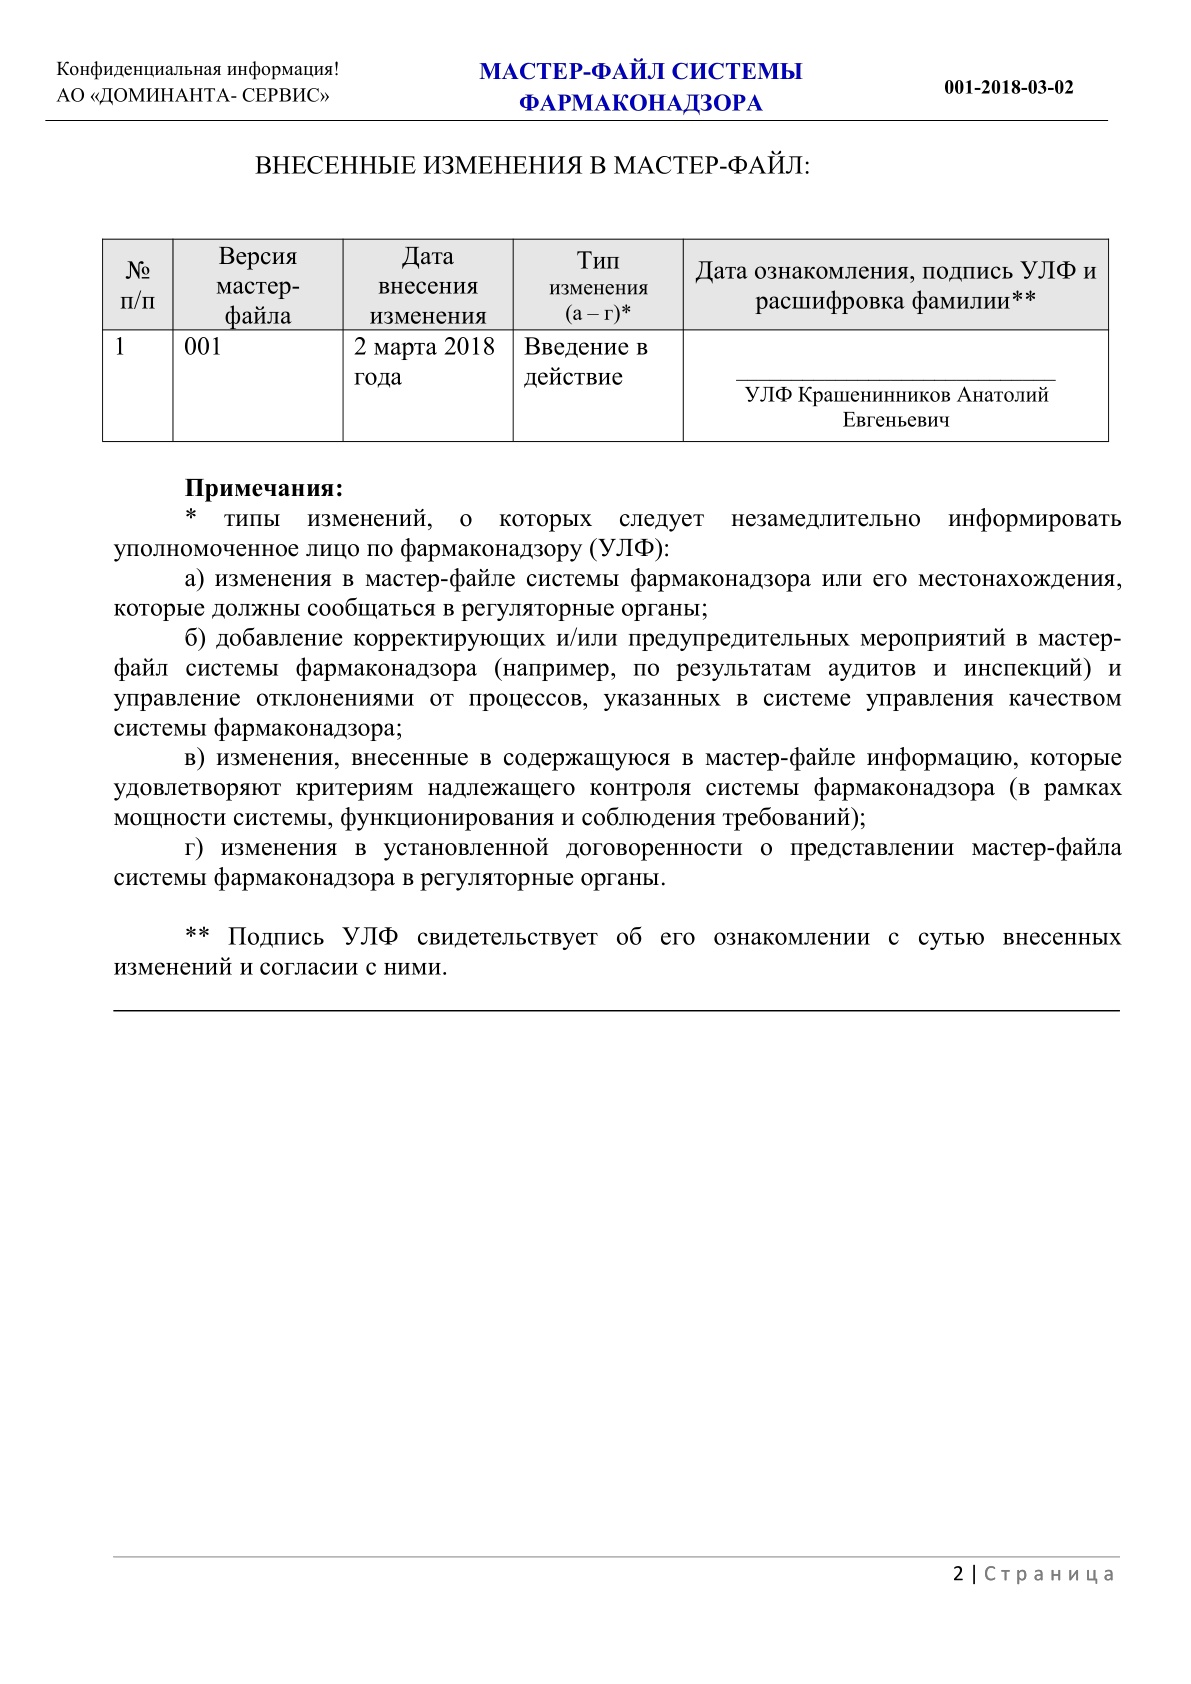 Конфиденциальная информация!
АО «ДОМИНАНТА- СЕРВИС»
МАСТЕР-ФАЙЛ СИСТЕМЫ
ФАРМАКОНАДЗОРА
001-2018-03-02
ВНЕСЕННЫЕ ИЗМЕНЕНИЯ В МАСТЕР-ФАЙЛ:
№
п/п
Версия
мастер-
файла
Дата
внесения
изменения
Тип
изменения
(а – г)*
Дата ознакомления, подпись УЛФ и
расшифровка фамилии**
1
001
2 марта 2018
года
Введение в
действие
УЛФ Крашенинников Анатолий
Евгеньевич
Примечания:
* типы изменений, о которых следует незамедлительно информировать
уполномоченное лицо по фармаконадзору (УЛФ):
а) изменения в мастер-файле системы фармаконадзора или его местонахождения,
которые должны сообщаться в регуляторные органы;
б) добавление корректирующих и/или предупредительных мероприятий в мастер-
файл системы фармаконадзора (например, по результатам аудитов и инспекций) и
управление отклонениями от процессов, указанных в системе управления качеством
системы фармаконадзора;
в) изменения, внесенные в содержащуюся в мастер-файле информацию, которые
удовлетворяют критериям надлежащего контроля системы фармаконадзора (в рамках
мощности системы, функционирования и соблюдения требований);
г) изменения в установленной договоренности о представлении мастер-файла
системы фармаконадзора в регуляторные органы.
** Подпись УЛФ свидетельствует об его ознакомлении с сутью внесенных
изменений и согласии с ними.
2 | Страница